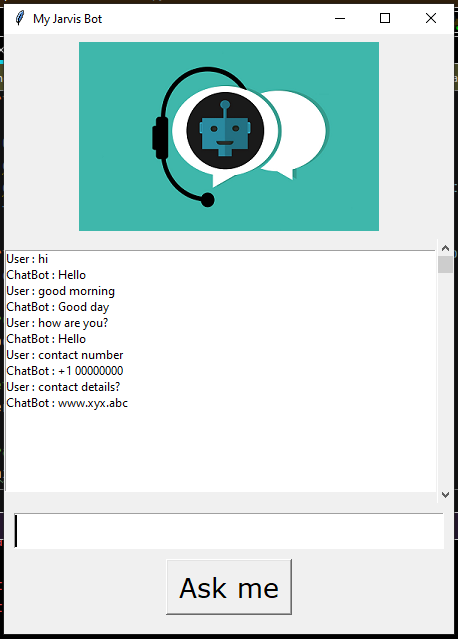 My Jarvis Bot
User : hi
ChatBot : Hello
User : good morning
ChatBot : Good day
User : how are you?
ChatBot : Hello
User : contact number
ChatBot : +1 00000000
User : contact details?
ChatBot : www.xyx.abc
Ask me